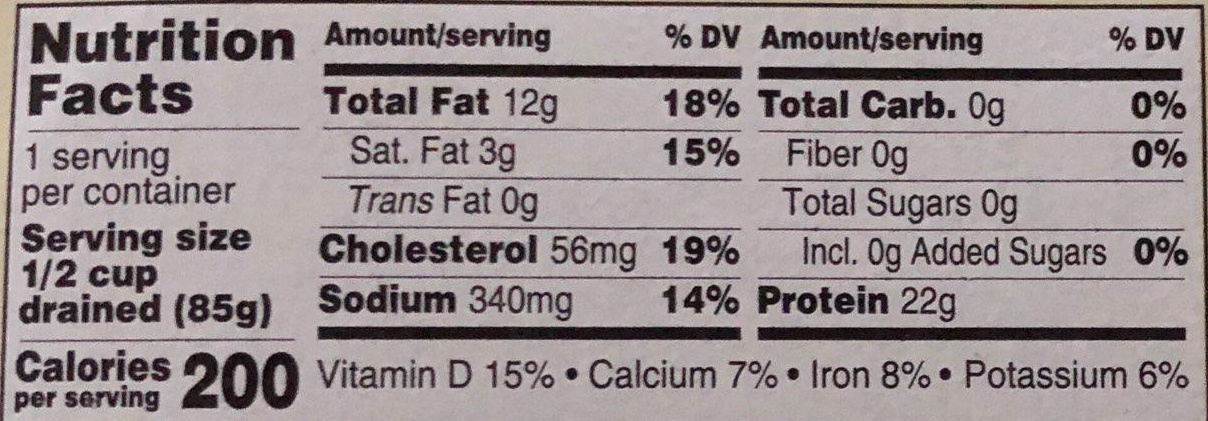 Nutrition
Facts
1 serving
per container
Serving size
1/2 cup
drained (85g)
Calories
per serving
200
Amount/serving % DV
Total Fat 12g 18%
Sat. Fat 3g 15%
Trans Fat 0g
Cholesterol 56mg 19%
Sodium 340mg 14%
Amount/serving % DV
Total Carb. 0g 0%
Fiber 0g 0%
Total Sugars 0g
Incl. 0g Added Sugars 0%
Protein 22g
Vitamin D 15% • Calcium 7% • Iron 8% • Potassium 6%